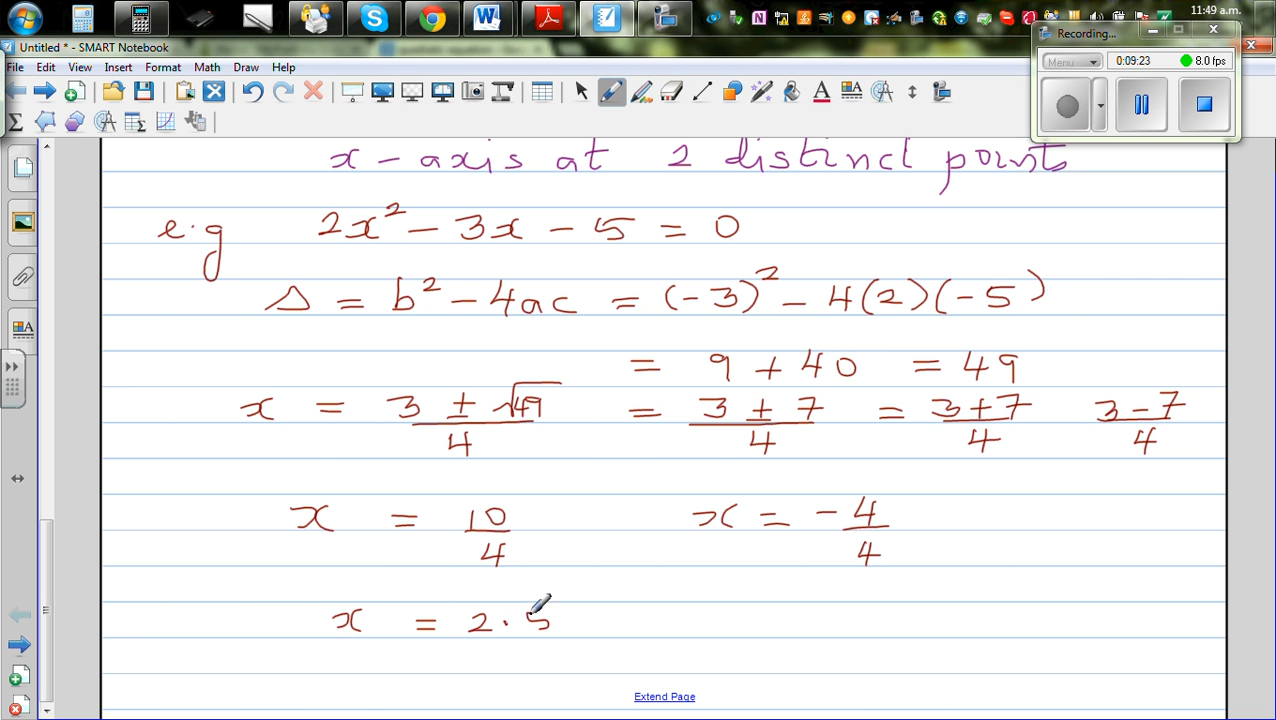 11:49 a.m.
Untitled * - SMART Notebook
Recording...
File Edit View Insert Format Math Draw Help
Menu 0:09:23 8.0 fps
x-axis at 2 distinct points
e.g 2x² - 3x - 5 = 0
Δ = b² - 4ac = (-3)² - 4(2)(-5)
= 9 + 40 = 49
x = (3 ± √49)/4 = (3 ± 7)/4 = (3+7)/4 (3-7)/4
x = 10/4 x = -4/4
x = 2.5
Extend Page